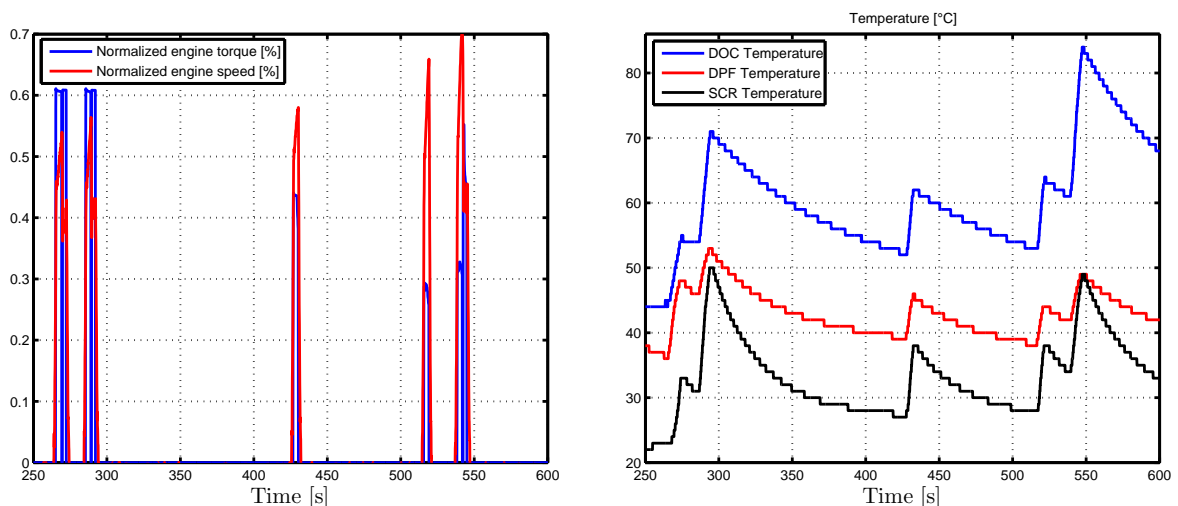 Normalized engine torque [%]
Normalized engine speed [%]
0.7
0.6
0.5
0.4
0.3
0.2
0.1
0
250 300 350 400 450 500 550 600
Time [s]
Temperature [°C]
DOC Temperature
DPF Temperature
SCR Temperature
80
70
60
50
40
30
20
250 300 350 400 450 500 550 600
Time [s]